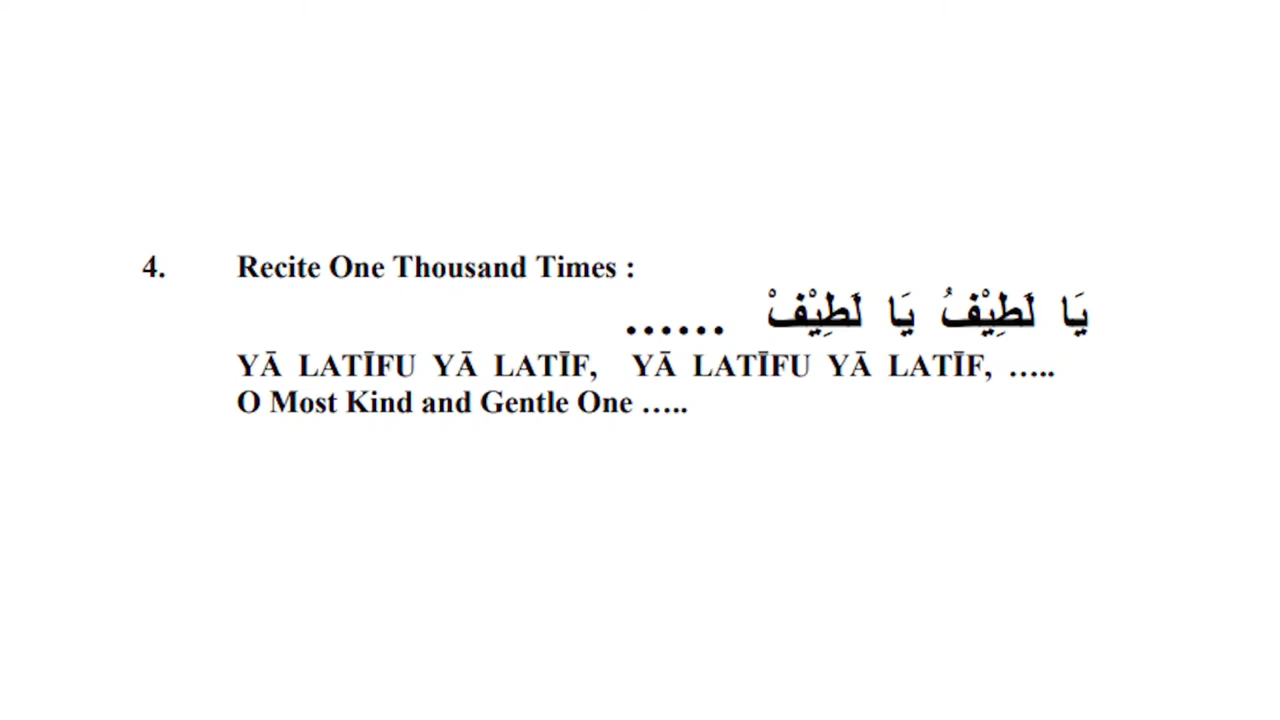 4. Recite One Thousand Times :
يَا لَطِيْفُ يَا لَطِيْفْ ......
YĀ LATĪFU YĀ LATĪF, YĀ LATĪFU YĀ LATĪF, .....
O Most Kind and Gentle One .....